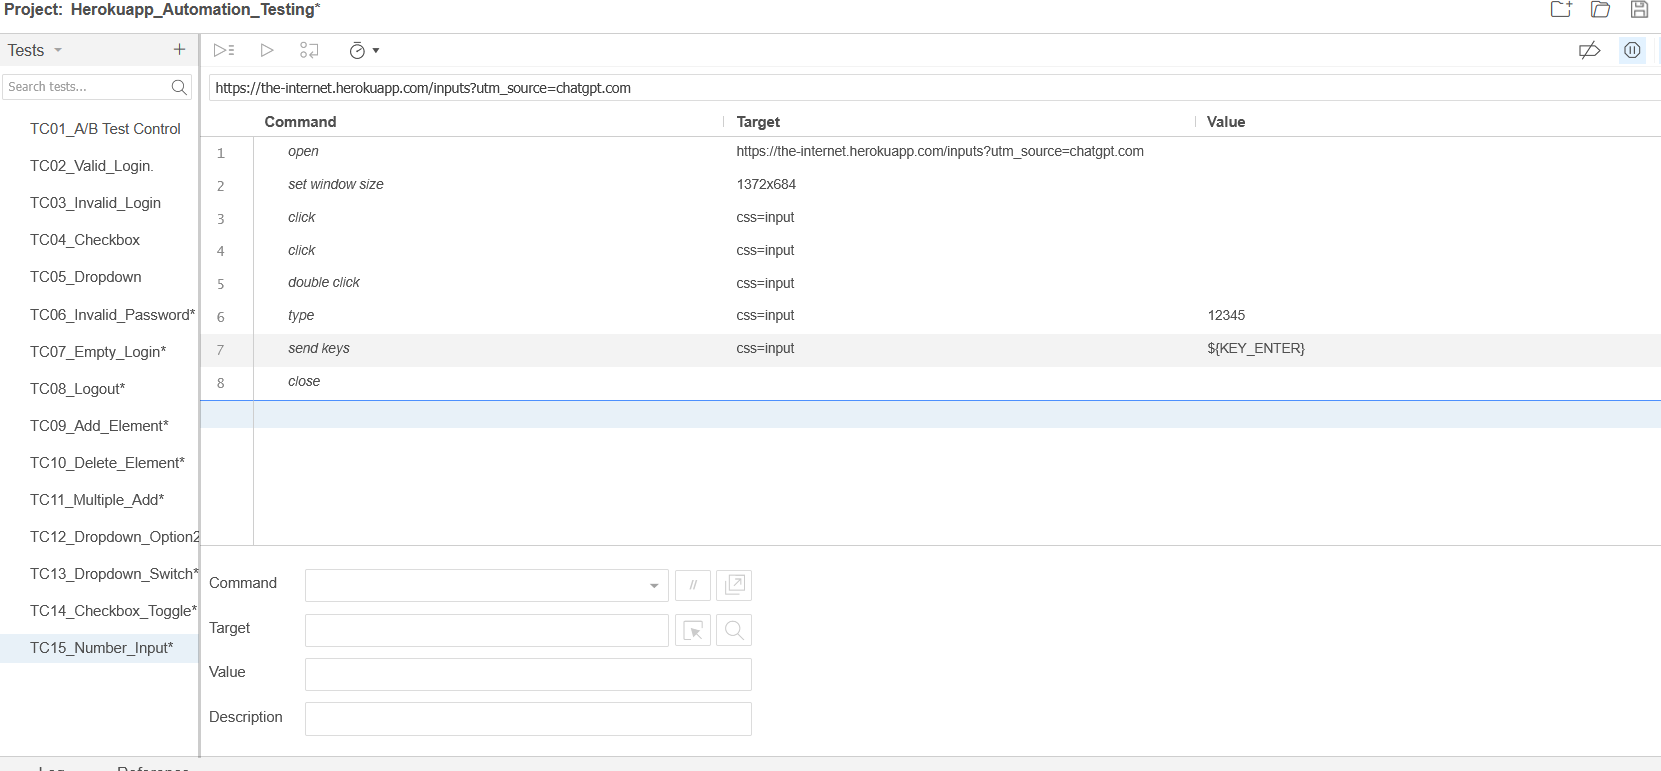 Project: Herokuapp_Automation_Testing*
Tests
+
Search tests...
TC01_A/B Test Control
TC02_Valid_Login.
TC03_Invalid_Login
TC04_Checkbox
TC05_Dropdown
TC06_Invalid_Password*
TC07_Empty_Login*
TC08_Logout*
TC09_Add_Element*
TC10_Delete_Element*
TC11_Multiple_Add*
TC12_Dropdown_Option2
TC13_Dropdown_Switch*
TC14_Checkbox_Toggle*
TC15_Number_Input*
https://the-internet.herokuapp.com/inputs?utm_source=chatgpt.com
Command Target Value
1 open https://the-internet.herokuapp.com/inputs?utm_source=chatgpt.com
2 set window size 1372x684
3 click css=input
4 click css=input
5 double click css=input
6 type css=input 12345
7 send keys css=input ${KEY_ENTER}
8 close
Command //
Target
Value
Description
Log Reference